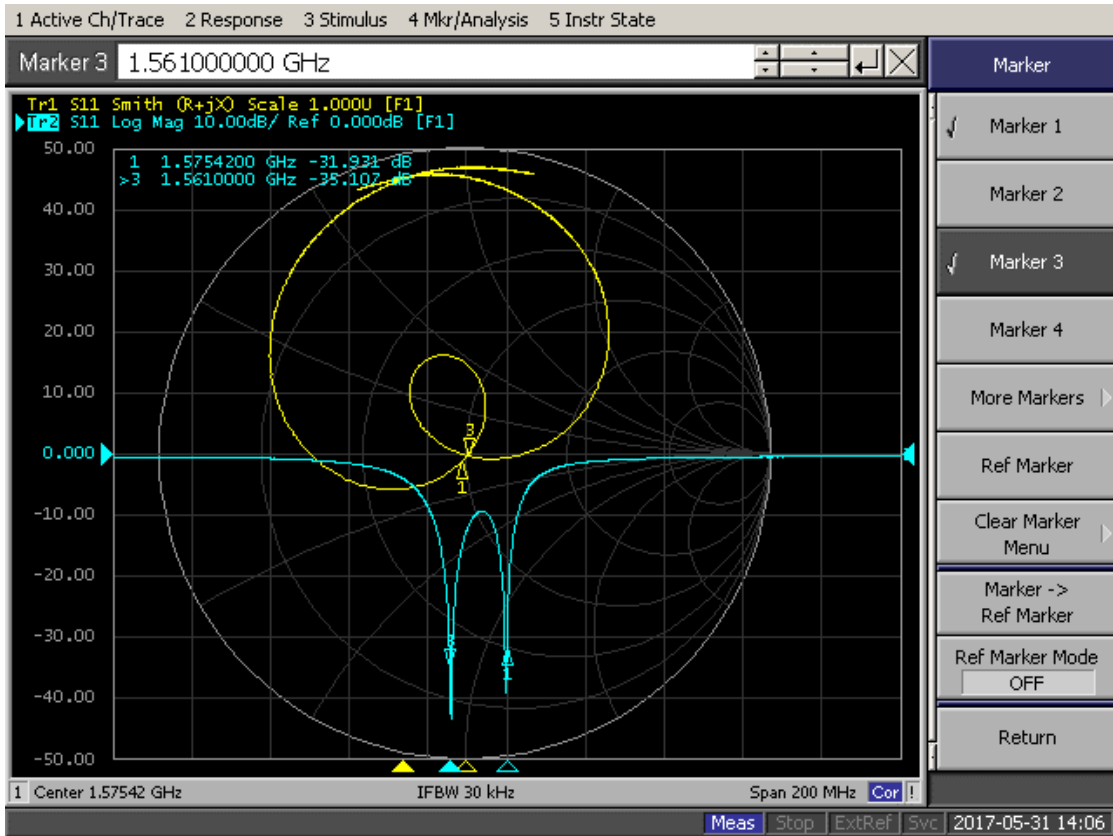 1 Active Ch/Trace 2 Response 3 Stimulus 4 Mkr/Analysis 5 Instr State
Marker 3 1.561000000 GHz
Tr1 S11 Smith (R+jX) Scale 1.000U [F1]
Tr2 S11 Log Mag 10.00dB/ Ref 0.000dB [F1]
1 1.5754200 GHz -31.931 dB
>3 1.5610000 GHz -35.107 dB
50.00
40.00
30.00
20.00
10.00
0.000
-10.00
-20.00
-30.00
-40.00
-50.00
3
1
3
1
1 Center 1.57542 GHz IFBW 30 kHz Span 200 MHz Cor !
Marker
Marker 1
Marker 2
Marker 3
Marker 4
More Markers
Ref Marker
Clear Marker
Menu
Marker ->
Ref Marker
Ref Marker Mode
OFF
Return
Meas Stop ExtRef Svc 2017-05-31 14:06